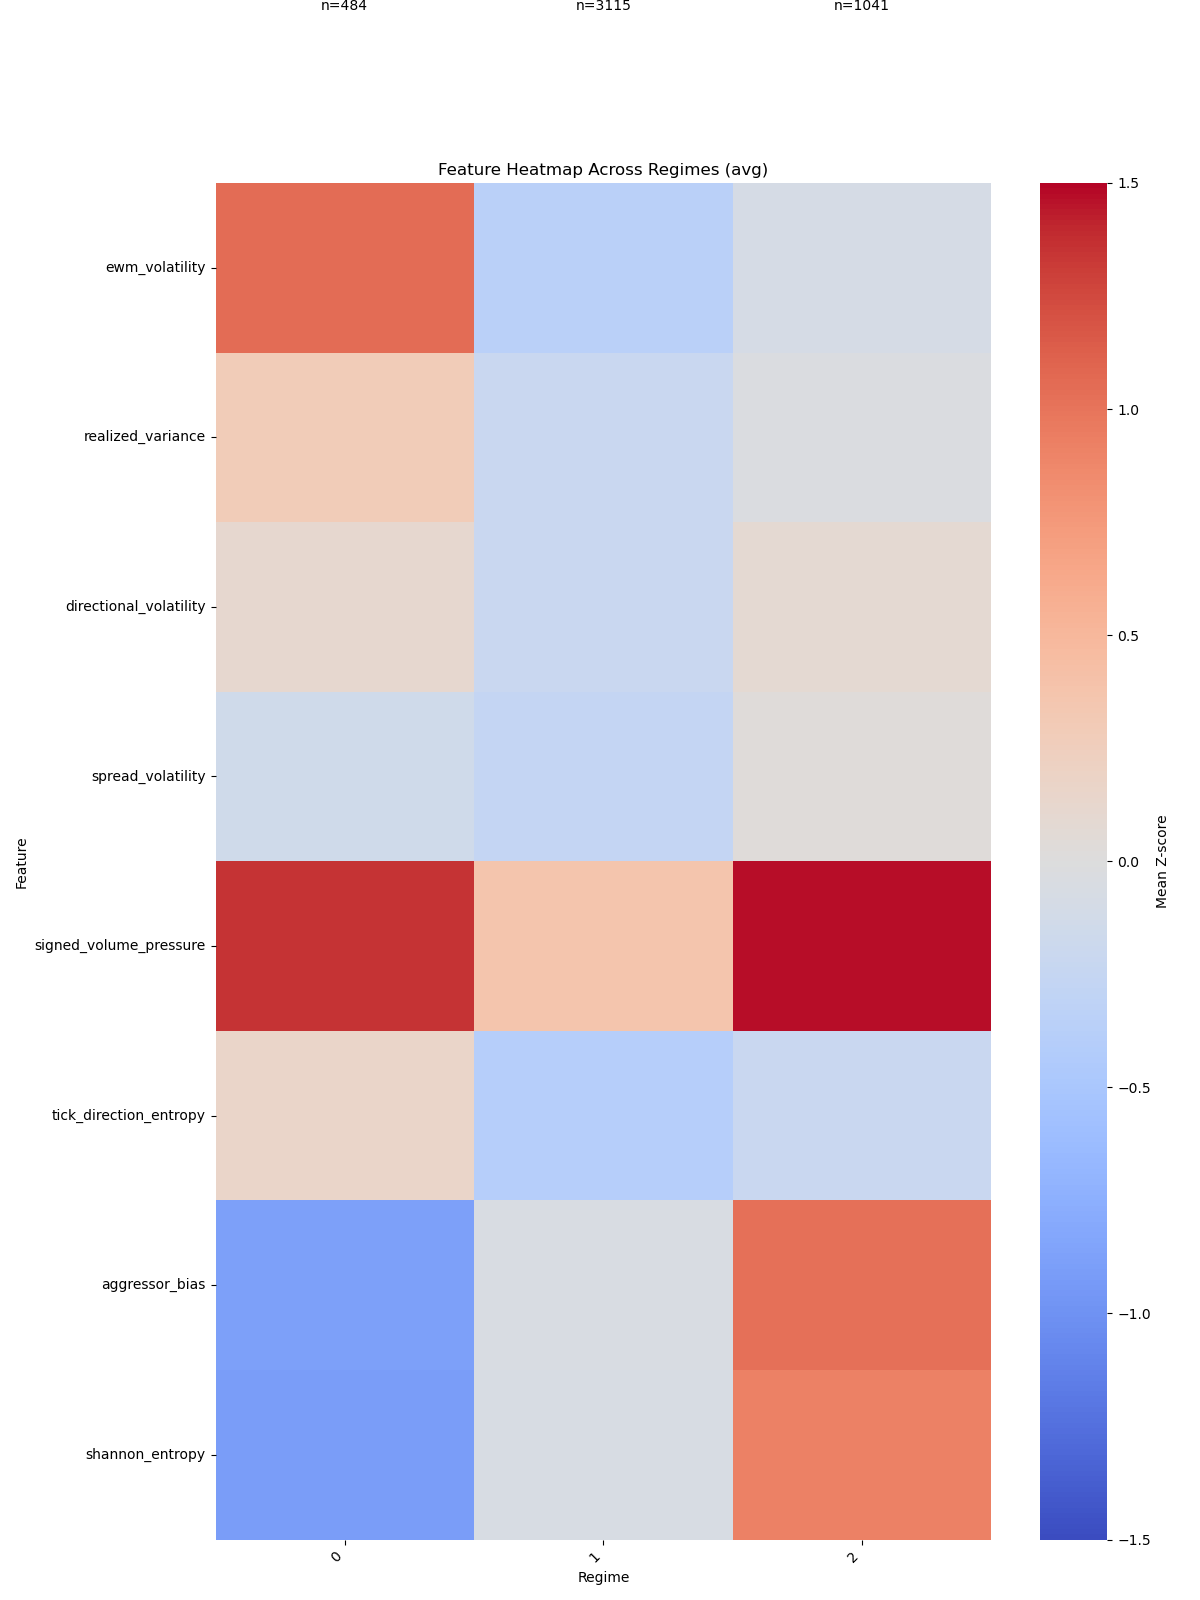 n=484 n=3115 n=1041
Feature Heatmap Across Regimes (avg)
ewm_volatility
realized_variance
directional_volatility
spread_volatility
signed_volume_pressure
tick_direction_entropy
aggressor_bias
shannon_entropy
Feature
0 1 2
Regime
1.5
1.0
0.5
0.0
−0.5
−1.0
−1.5
Mean Z-score